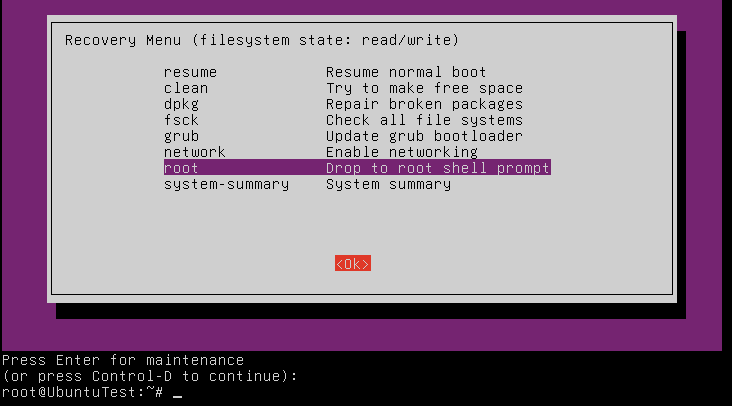 Recovery Menu (filesystem state: read/write)
resume Resume normal boot
clean Try to make free space
dpkg Repair broken packages
fsck Check all file systems
grub Update grub bootloader
network Enable networking
root Drop to root shell prompt
system-summary System summary
<Ok>
Press Enter for maintenance
(or press Control-D to continue):
root@UbuntuTest:~# _